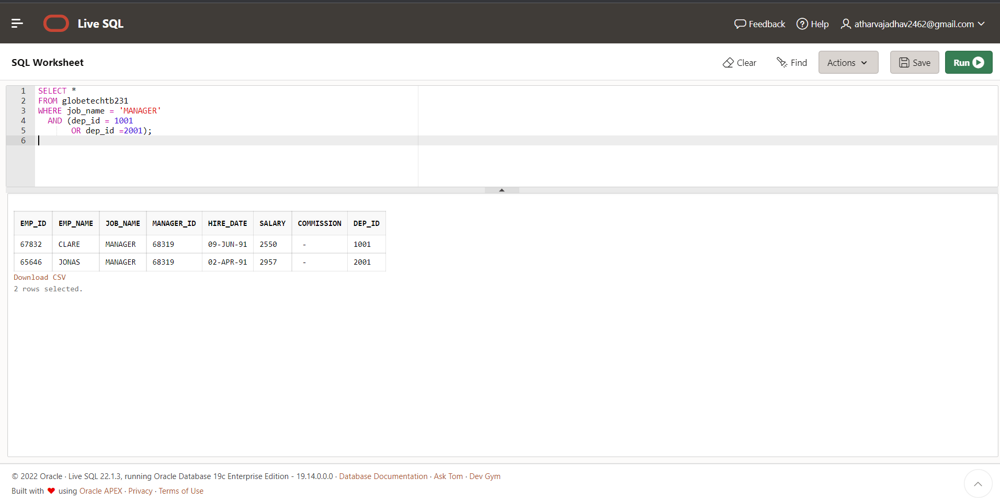 Live SQL
Feedback Help atharvajadhav2462@gmail.com
SQL Worksheet
Clear Find Actions Save Run
1 SELECT *
2 FROM globetechtb231
3 WHERE job_name = 'MANAGER'
4 AND (dep_id = 1001
5 OR dep_id =2001);
6
EMP_ID EMP_NAME JOB_NAME MANAGER_ID HIRE_DATE SALARY COMMISSION DEP_ID
67832 CLARE MANAGER 68319 09-JUN-91 2550 - 1001
65646 JONAS MANAGER 68319 02-APR-91 2957 - 2001
Download CSV
2 rows selected.
© 2022 Oracle · Live SQL 22.1.3, running Oracle Database 19c Enterprise Edition - 19.14.0.0.0 · Database Documentation · Ask Tom · Dev Gym
Built with ♥ using Oracle APEX · Privacy · Terms of Use